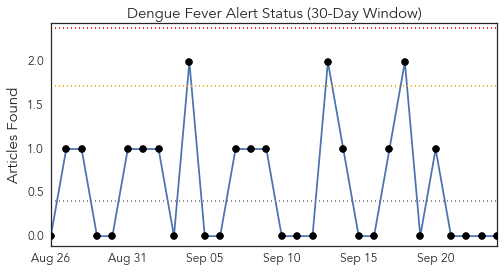 Dengue Fever Alert Status (30-Day Window)
Articles Found
2.0
1.5
1.0
0.5
0.0
Aug 26 Aug 31 Sep 05 Sep 10 Sep 15 Sep 20